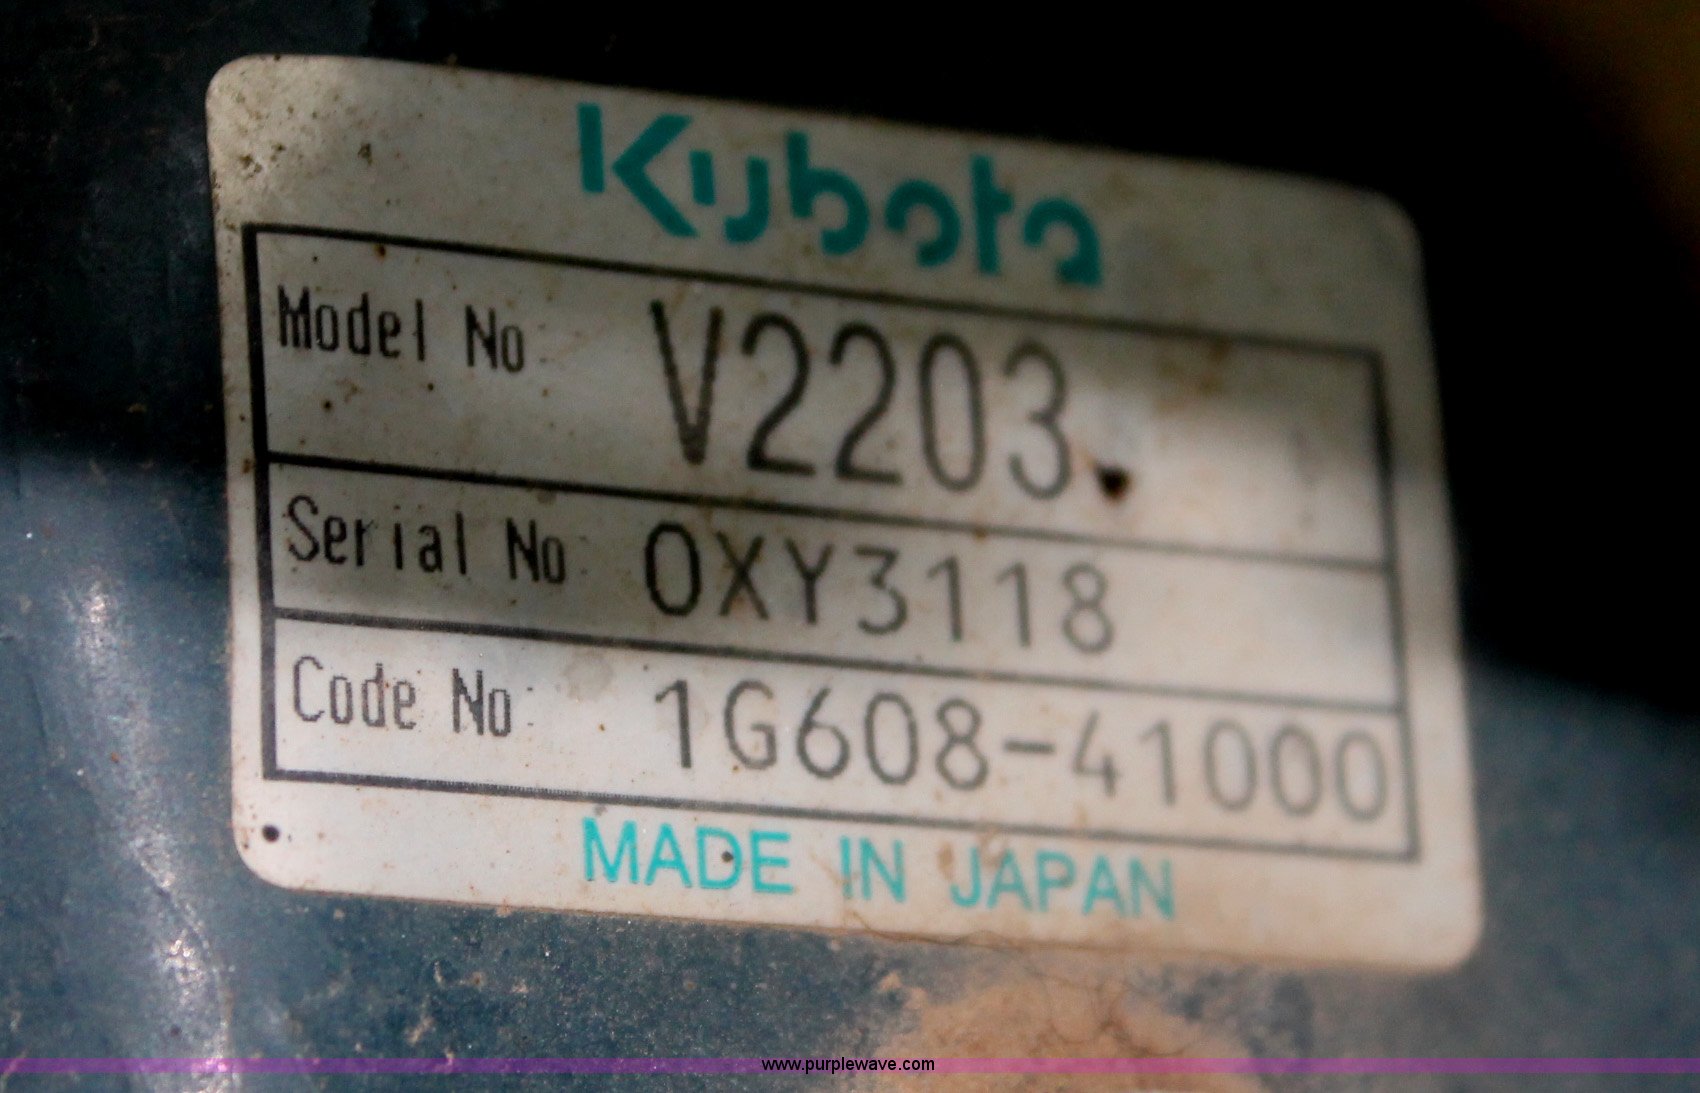 Kubota
Model No V2203
Serial No 0XY3118
Code No 1G608-41000
MADE IN JAPAN
www.purplewave.com